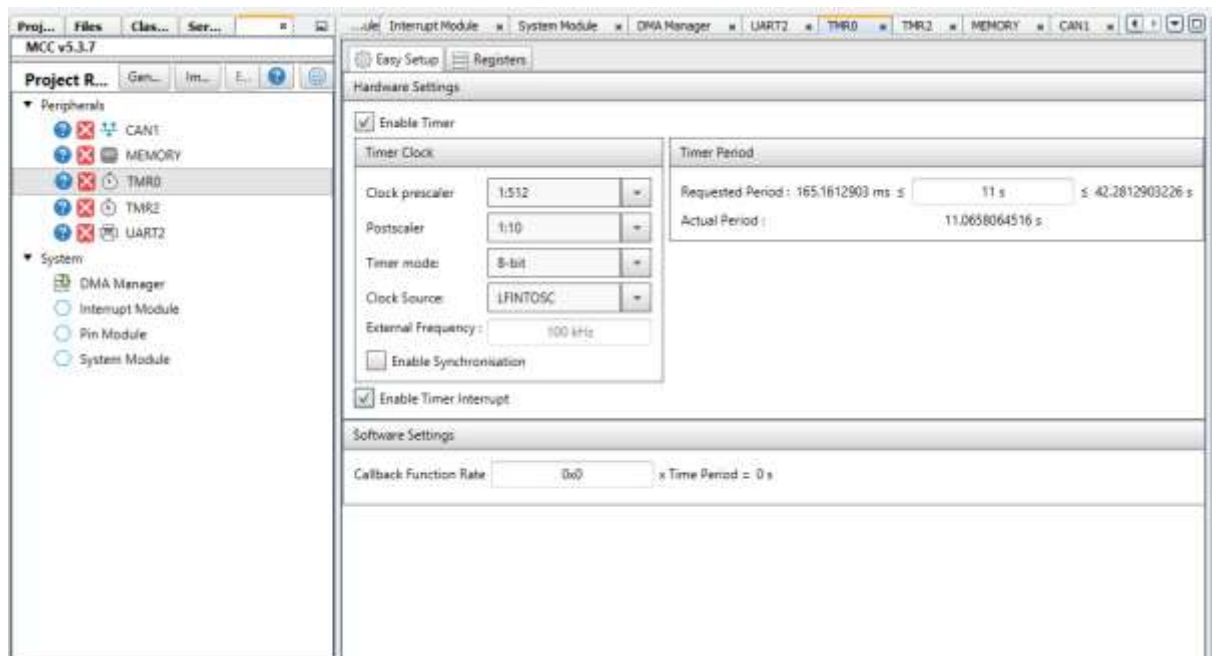 Proj... Files Clas... Ser...
...ule Interrupt Module System Module DMA Manager UART2 TMR0 TMR2 MEMORY CAN1
MCC v5.3.7
Project R... Gen... Im... E...
Peripherals
CAN1
MEMORY
TMR0
TMR2
UART2
System
DMA Manager
Interrupt Module
Pin Module
System Module
Easy Setup Registers
Hardware Settings
Enable Timer
Timer Clock
Clock prescaler 1:512
Postscaler 1:10
Timer mode: 8-bit
Clock Source: LFINTOSC
External Frequency : 100 kHz
Enable Synchronisation
Timer Period
Requested Period : 165.1612903 ms ≤ 11 s ≤ 42.2812903226 s
Actual Period : 11.0658064516 s
Enable Timer Interrupt
Software Settings
Callback Function Rate 0x0 x Time Period = 0 s